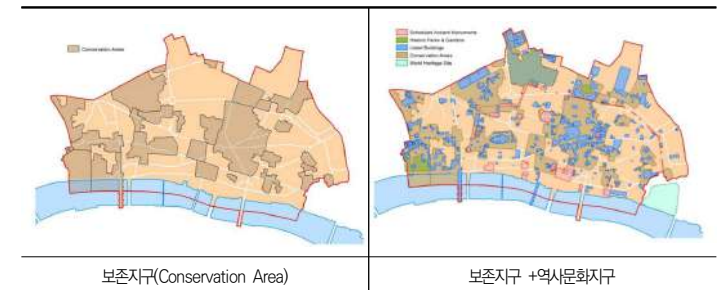 Conservation Areas
Scheduled Ancient Monuments
Historic Parks & Gardens
Listed Buildings
Conservation Areas
World Heritage Site
보존지구(Conservation Area)
보존지구 +역사문화지구